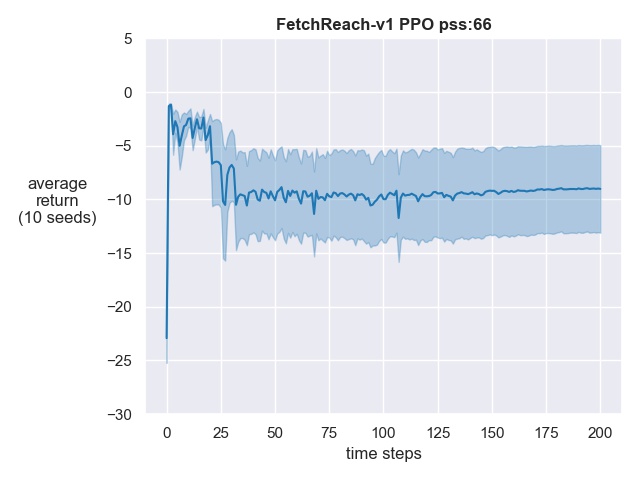 FetchReach-v1 PPO pss:66
5
0
−5
−10
−15
−20
−25
−30
average
return
(10 seeds)
0 25 50 75 100 125 150 175 200
time steps